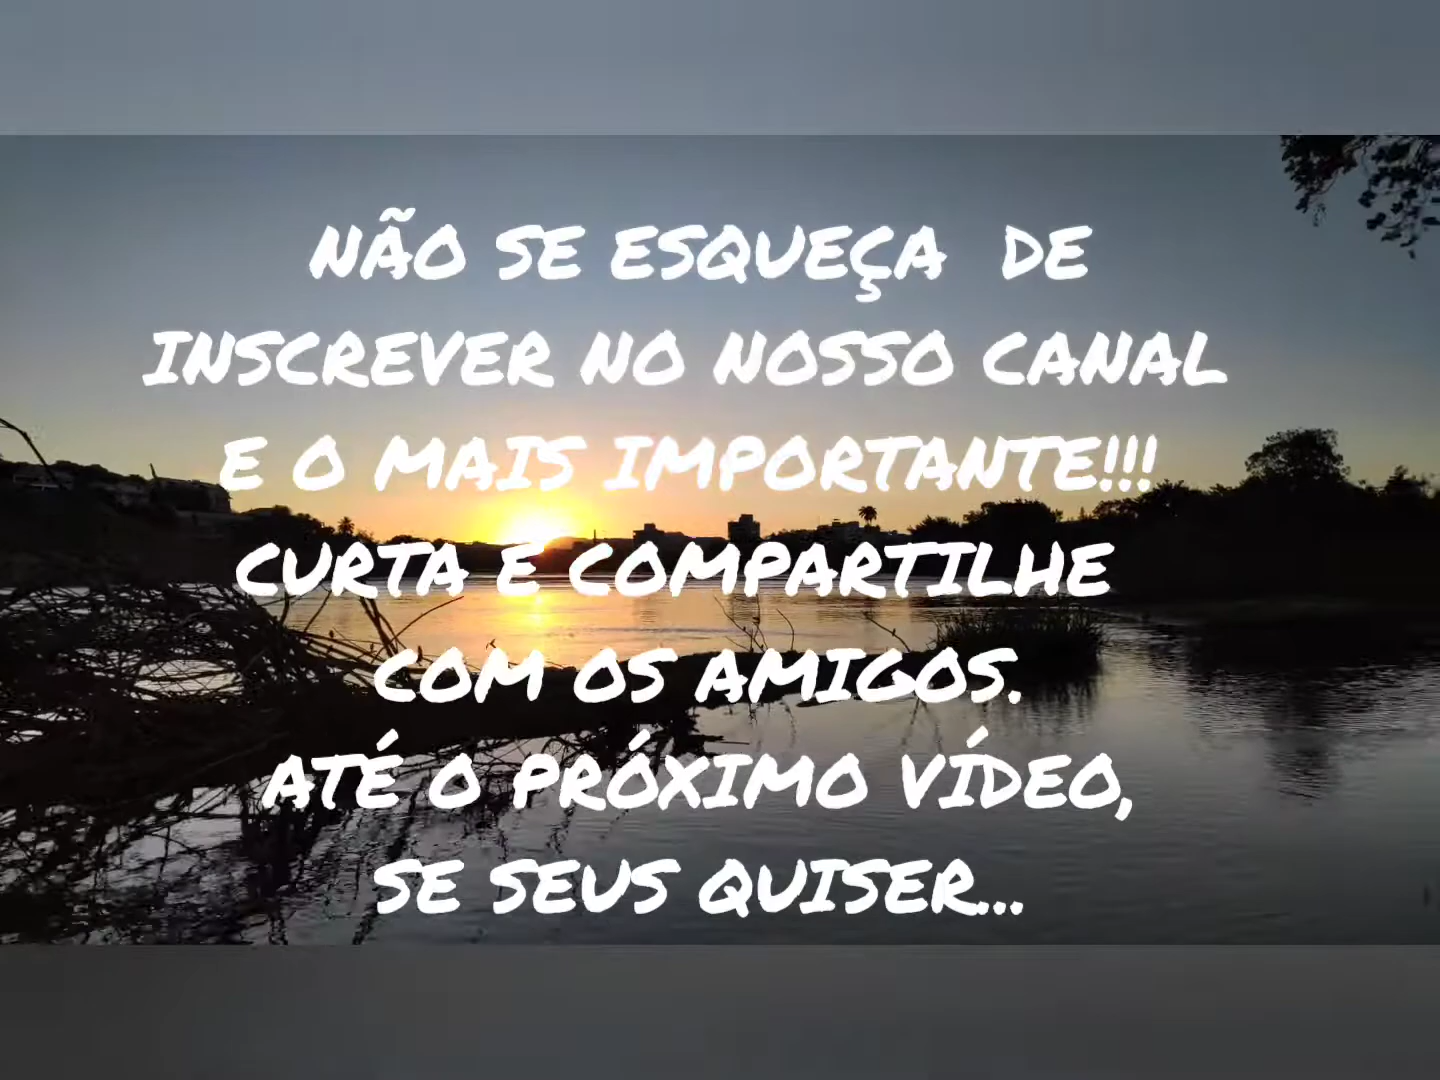 NÃO SE ESQUEÇA DE
INSCREVER NO NOSSO CANAL
E O MAIS IMPORTANTE!!!
CURTA E COMPARTILHE
COM OS AMIGOS.
ATÉ O PRÓXIMO VÍDEO,
SE SEUS QUISER...